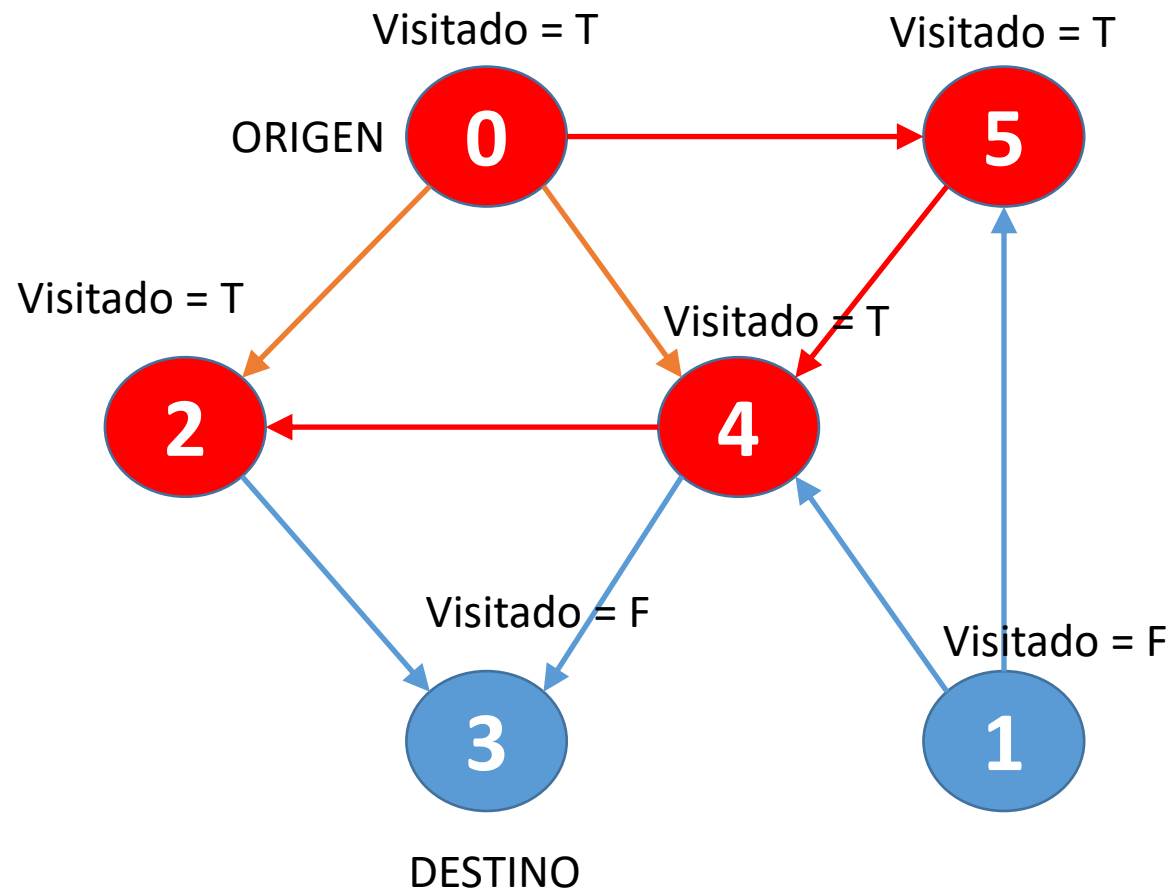 Visitado = T
Visitado = T
ORIGEN
0
5
Visitado = T
Visitado = T
2
4
Visitado = F
Visitado = F
3
1
DESTINO